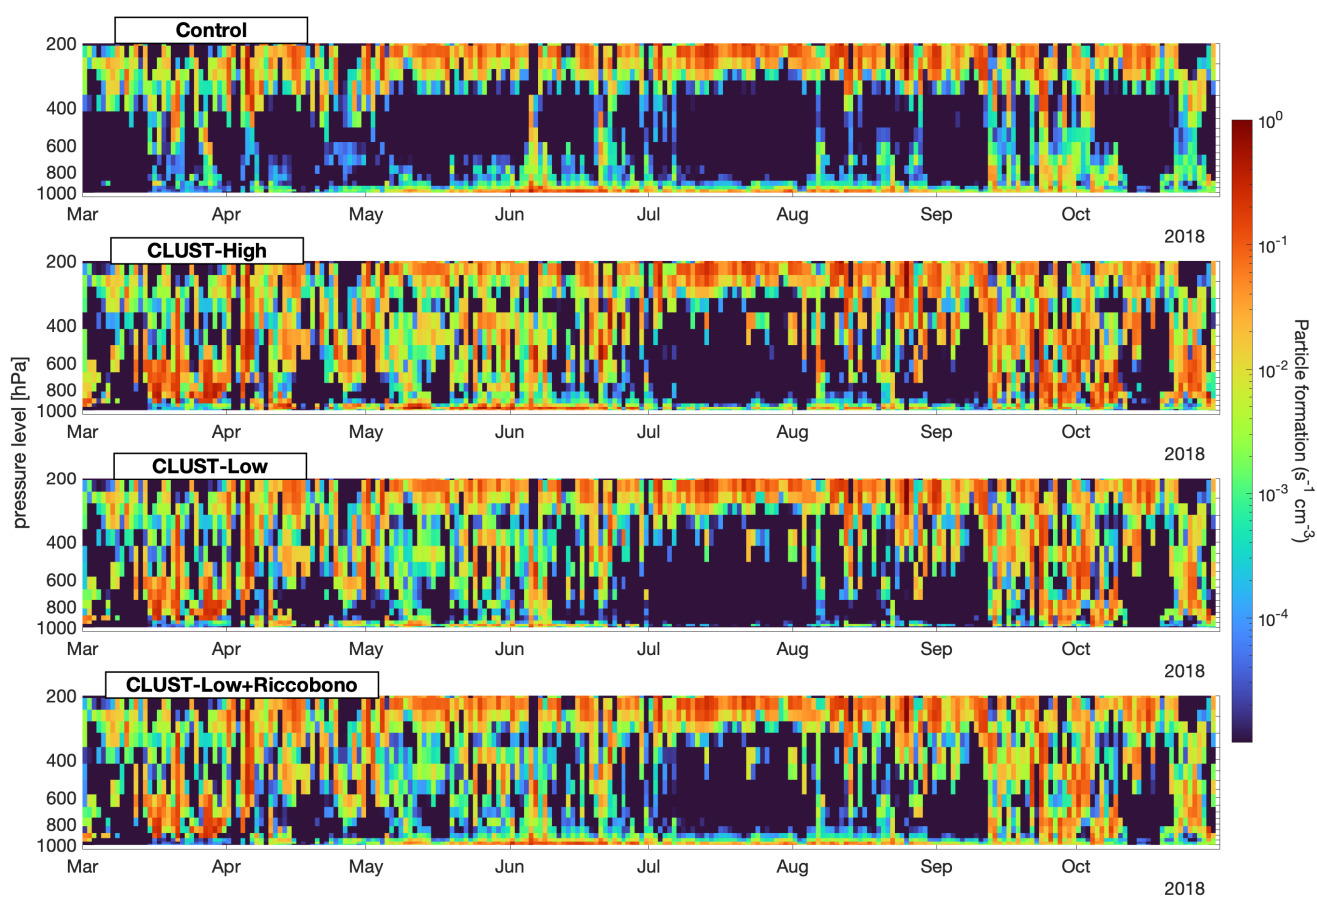 Control
200
400
600
800
1000
Mar Apr May Jun Jul Aug Sep Oct
2018
CLUST-High
200
400
600
800
1000
Mar Apr May Jun Jul Aug Sep Oct
2018
CLUST-Low
200
400
600
800
1000
Mar Apr May Jun Jul Aug Sep Oct
2018
CLUST-Low+Riccobono
200
400
600
800
1000
Mar Apr May Jun Jul Aug Sep Oct
2018
pressure level [hPa]
10⁰
10⁻¹
10⁻²
10⁻³
10⁻⁴
Particle formation (s⁻¹ cm⁻³)